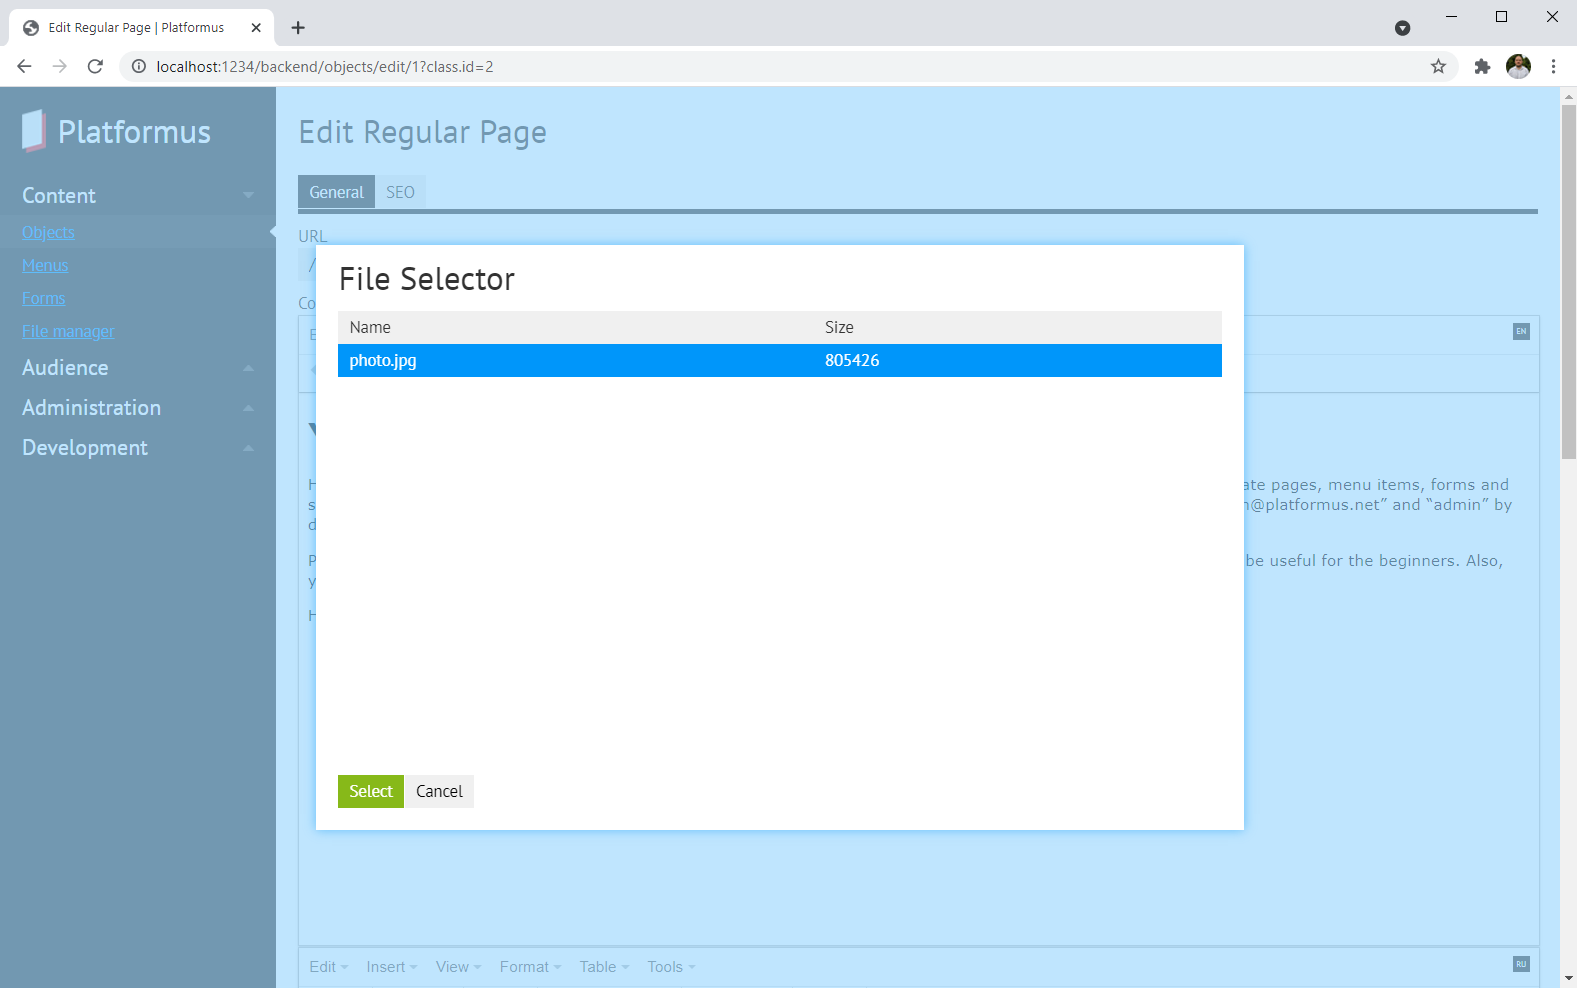 Edit Regular Page | Platformus
localhost:1234/backend/objects/edit/1?class.id=2
Platformus
Content
Objects
Menus
Forms
File manager
Audience
Administration
Development
Edit Regular Page
General SEO
URL
/
Co
File Selector
Name Size
photo.jpg 805426
Select Cancel
EN
ate pages, menu items, forms and
s n@platformus.net” and “admin” by
d
P be useful for the beginners. Also,
y
H
Edit Insert View Format Table Tools
RU